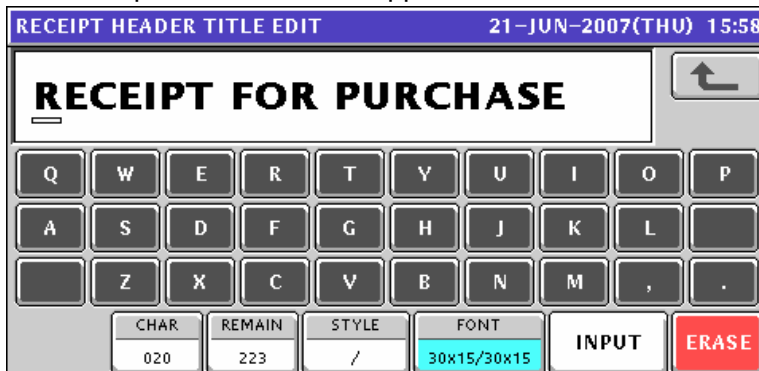 RECEIPT HEADER TITLE EDIT 21-JUN-2007(THU) 15:58
RECEIPT FOR PURCHASE
Q W E R T Y U I O P
A S D F G H J K L
Z X C V B N M , .
CHAR REMAIN STYLE FONT INPUT ERASE
020 223 / 30x15/30x15